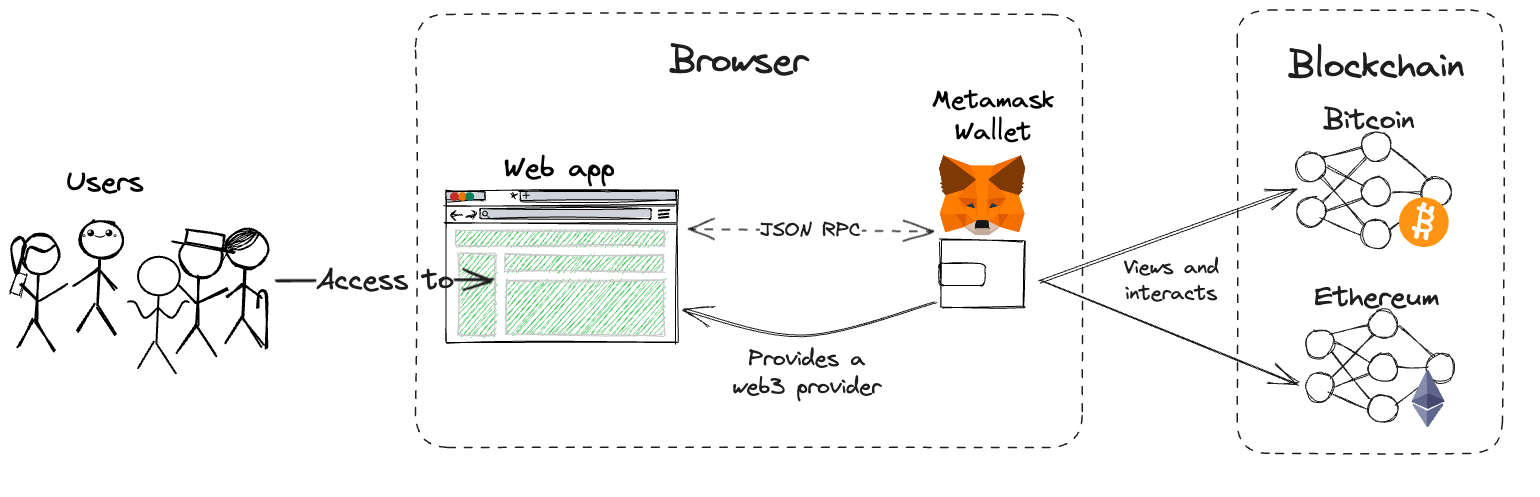 Browser
Blockchain
Metamask
Wallet
Bitcoin
Web app
Users
JSON RPC
Access to
Views and
interacts
Ethereum
Provides a
web3 provider